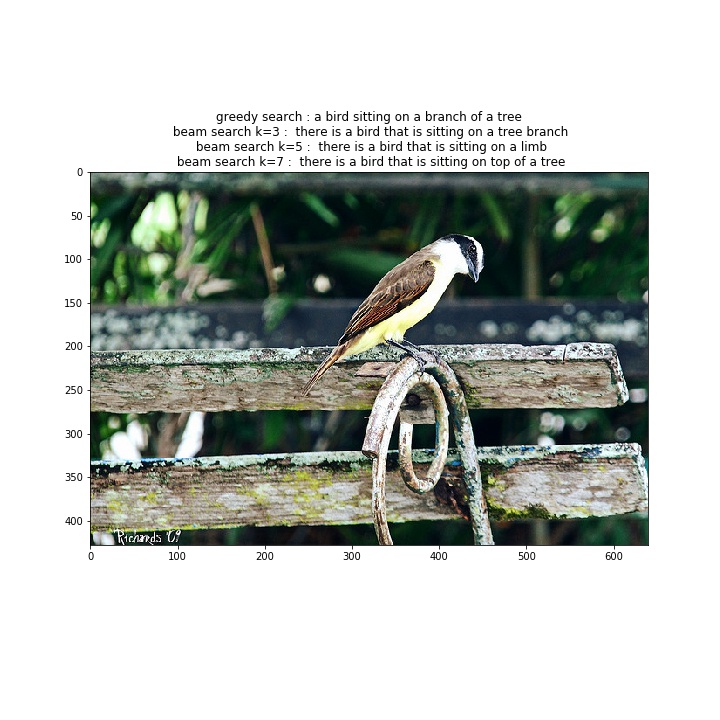 greedy search : a bird sitting on a branch of a tree
beam search k=3 :  there is a bird that is sitting on a tree branch
beam search k=5 :  there is a bird that is sitting on a limb
beam search k=7 :  there is a bird that is sitting on top of a tree
0
50
100
150
200
250
300
350
400
Richards 09
0 100 200 300 400 500 600